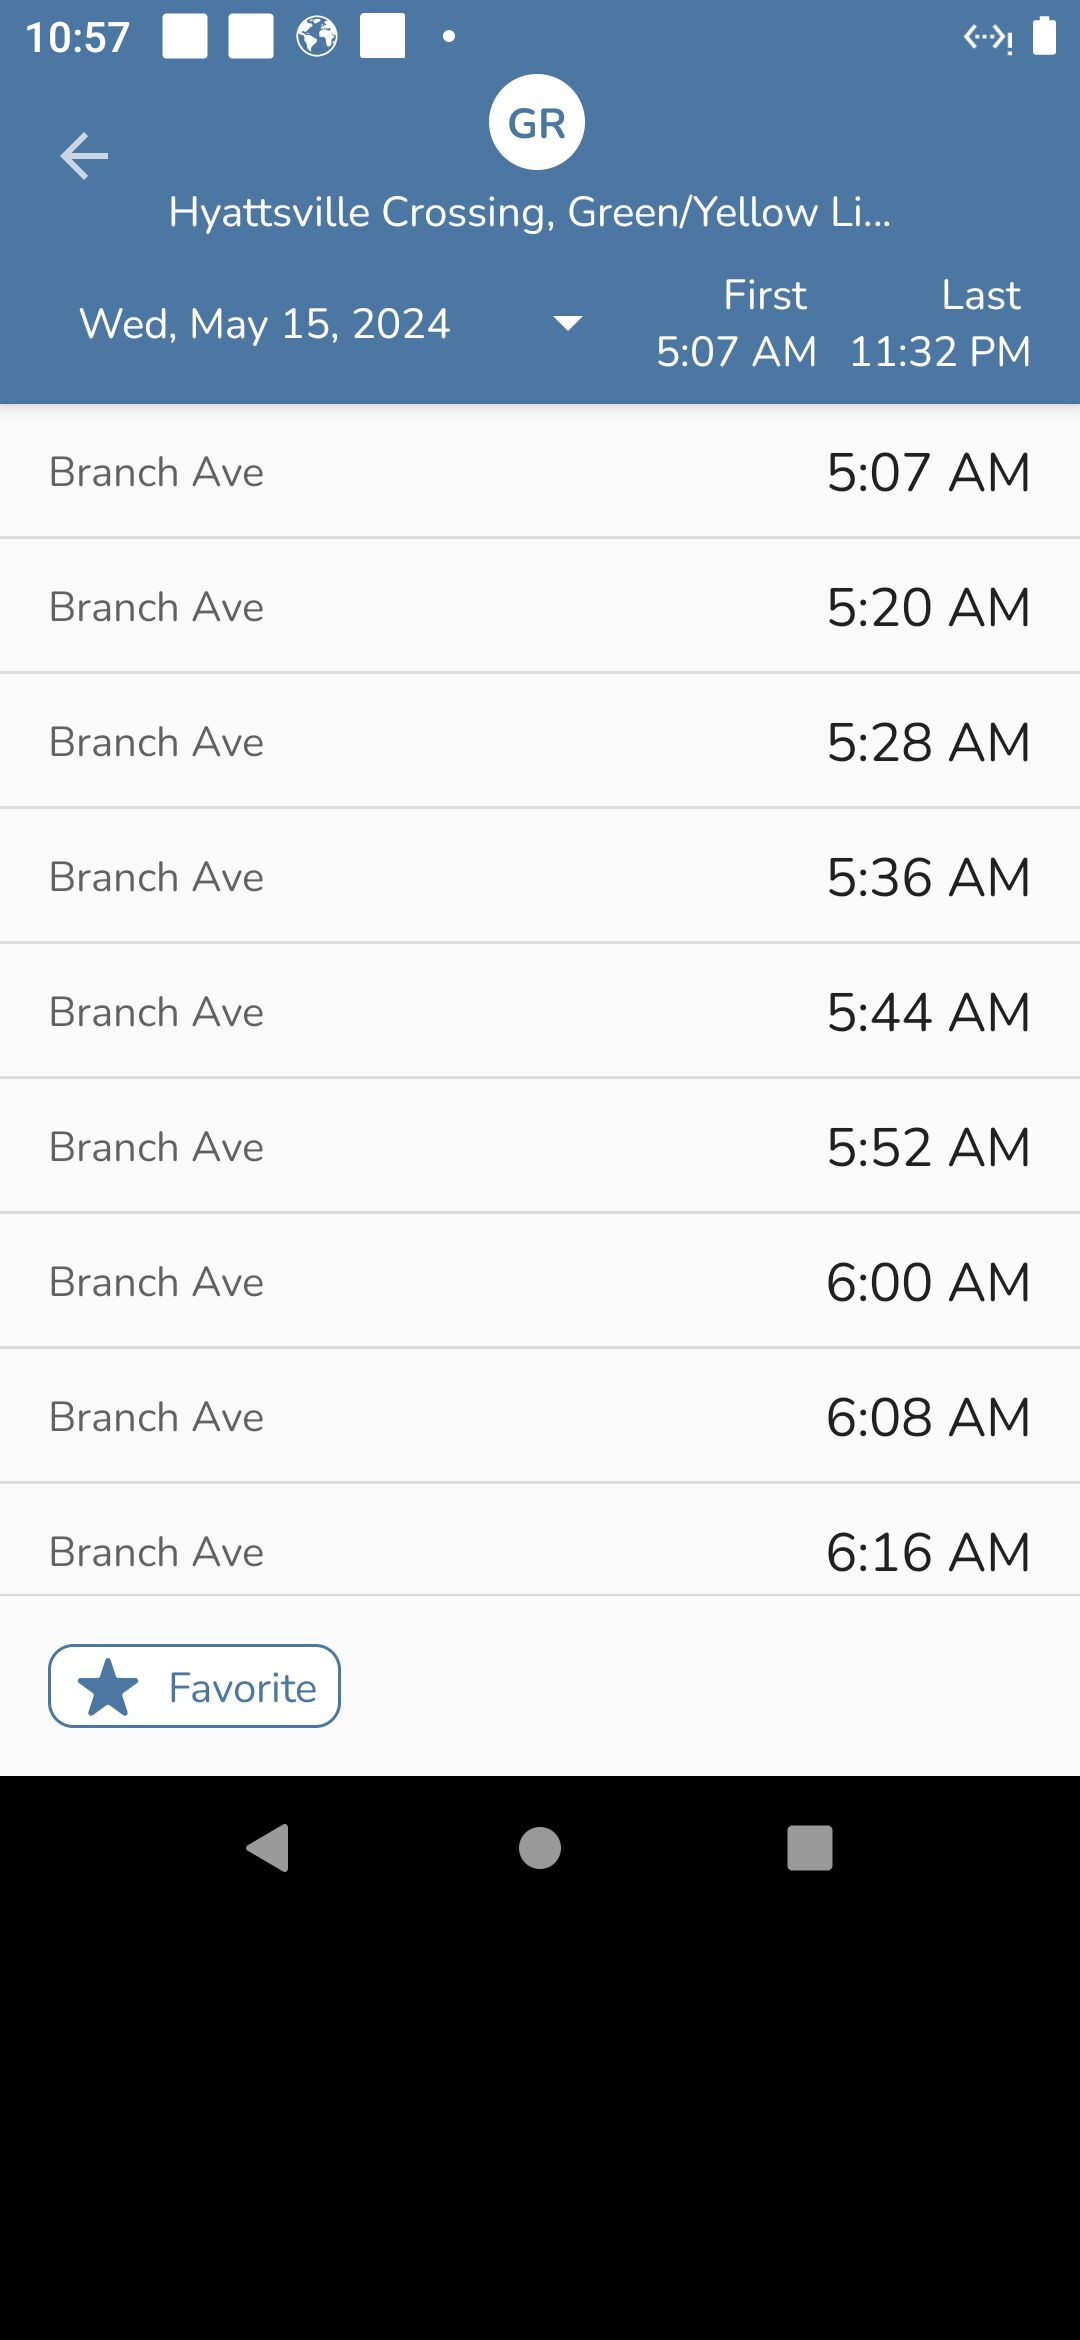 10:57
GR
Hyattsville Crossing, Green/Yellow Li...
Wed, May 15, 2024
First Last
5:07 AM 11:32 PM
Branch Ave 5:07 AM
Branch Ave 5:20 AM
Branch Ave 5:28 AM
Branch Ave 5:36 AM
Branch Ave 5:44 AM
Branch Ave 5:52 AM
Branch Ave 6:00 AM
Branch Ave 6:08 AM
Branch Ave 6:16 AM
Favorite